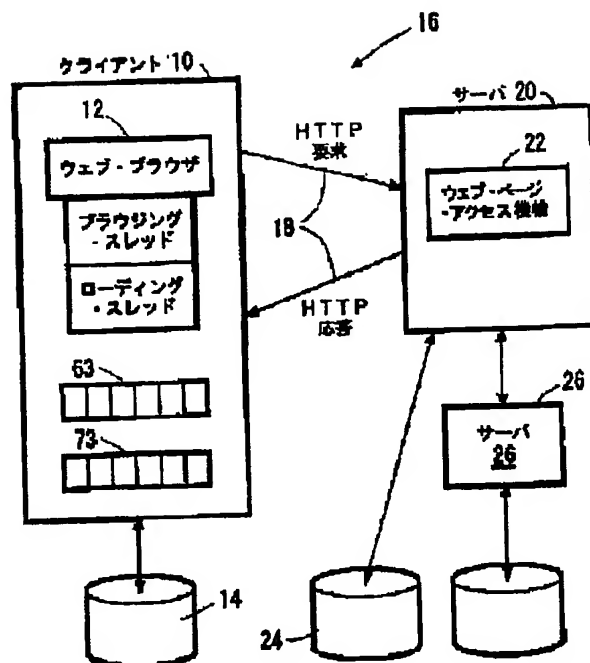 16
クライアント 10
12
ウェブ・ブラウザ
ブラウジング
・スレッド
ローディング
・スレッド
63
73
14
HTTP
要求
18
HTTP
応答
サーバ 20
22
ウェブ・ページ
・アクセス機構
26
サーバ
26
24